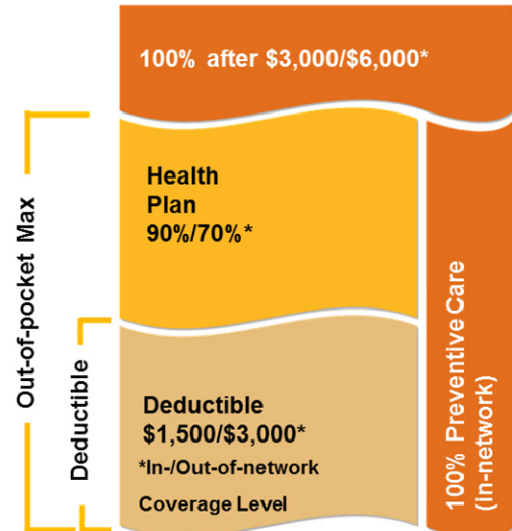 100% after $3,000/$6,000*
Health
Plan
90%/70%*
Out-of-pocket Max
Deductible
Deductible
$1,500/$3,000*
*In-/Out-of-network
Coverage Level
100% Preventive Care
(in-network)